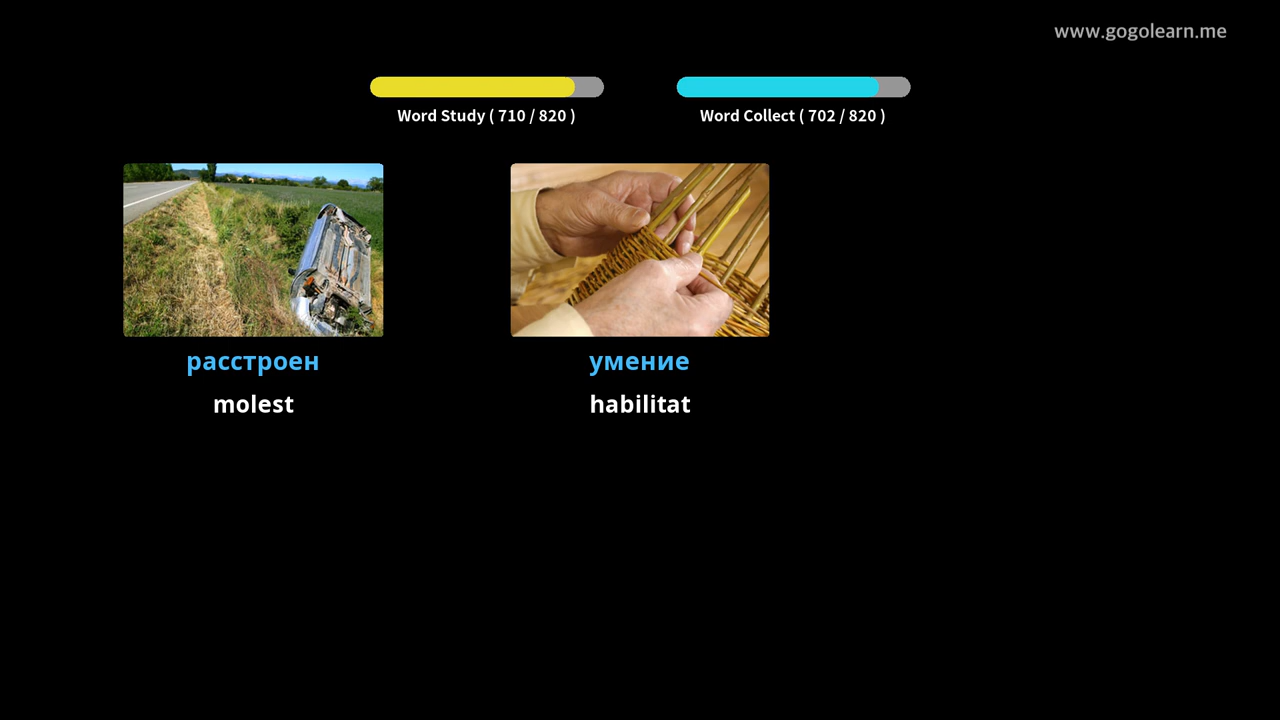 www.gogolearn.me
Word Study ( 710 / 820 )
Word Collect ( 702 / 820 )
расстроен
умение
molest
habilitat